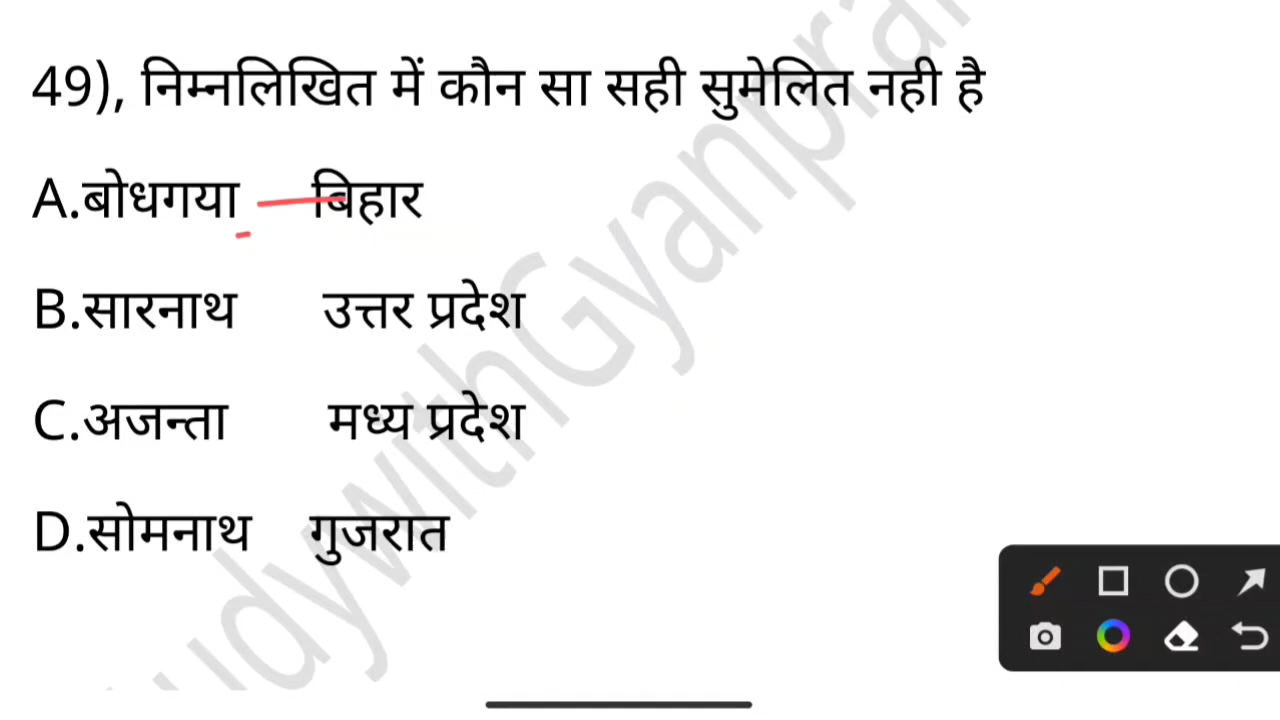 49), निम्नलिखित में कौन सा सही सुमेलित नही है
A.बोधगया बिहार
B.सारनाथ उत्तर प्रदेश
C.अजन्ता मध्य प्रदेश
D.सोमनाथ गुजरात